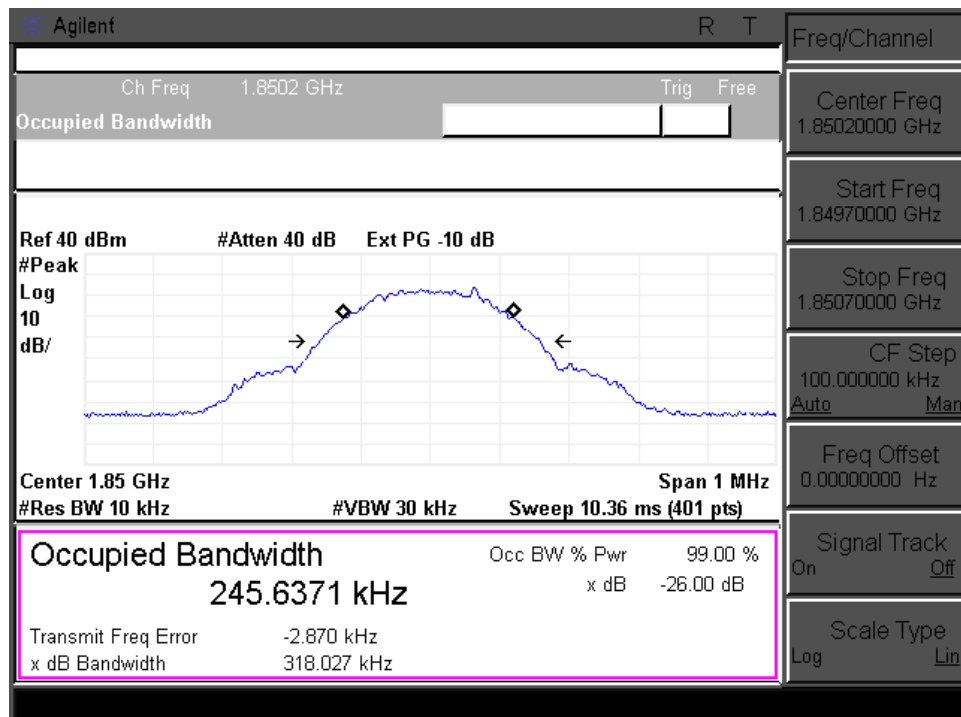 Agilent R T
Ch Freq 1.8502 GHz Trig Free
Occupied Bandwidth
Ref 40 dBm #Atten 40 dB Ext PG -10 dB
#Peak
Log
10
dB/
Center 1.85 GHz Span 1 MHz
#Res BW 10 kHz #VBW 30 kHz Sweep 10.36 ms (401 pts)
Occupied Bandwidth Occ BW % Pwr 99.00 %
245.6371 kHz x dB -26.00 dB
Transmit Freq Error -2.870 kHz
x dB Bandwidth 318.027 kHz
Freq/Channel
Center Freq
1.85020000 GHz
Start Freq
1.84970000 GHz
Stop Freq
1.85070000 GHz
CF Step
100.000000 kHz
Auto Man
Freq Offset
0.00000000 Hz
Signal Track
On Off
Scale Type
Log Lin